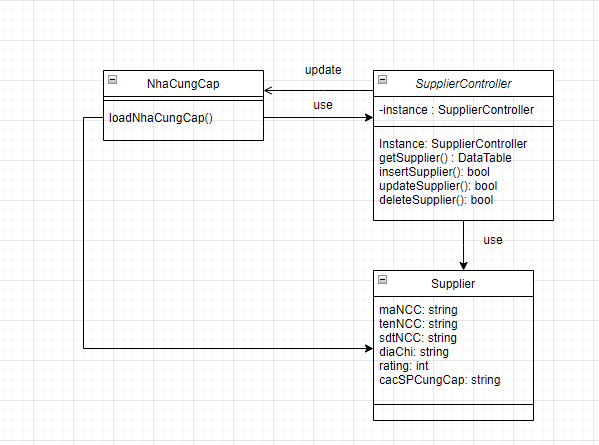 update
NhaCungCap
SupplierController
use
-instance : SupplierController
loadNhaCungCap()
Instance: SupplierController
getSupplier() : DataTable
insertSupplier(): bool
updateSupplier(): bool
deleteSupplier(): bool
use
Supplier
maNCC: string
tenNCC: string
sdtNCC: string
diaChi: string
rating: int
cacSPCungCap: string